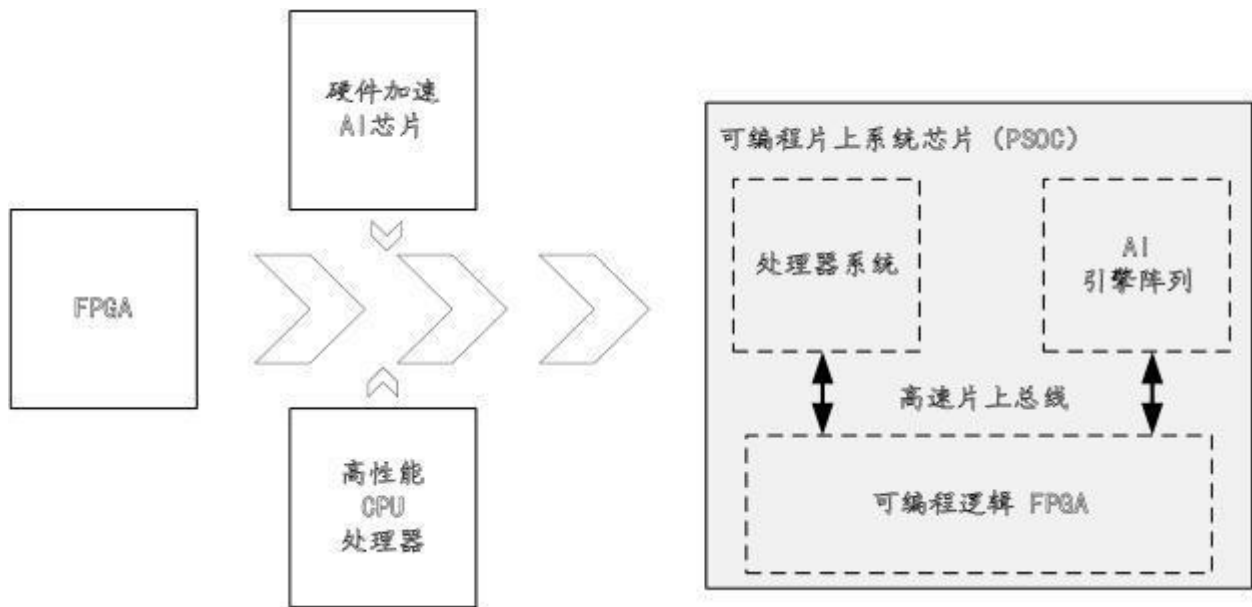 硬件加速
AI芯片
FPGA
高性能
CPU
处理器
可编程片上系统芯片 (PSOC)
处理器系统
AI
引擎阵列
高速片上总线
可编程逻辑 FPGA